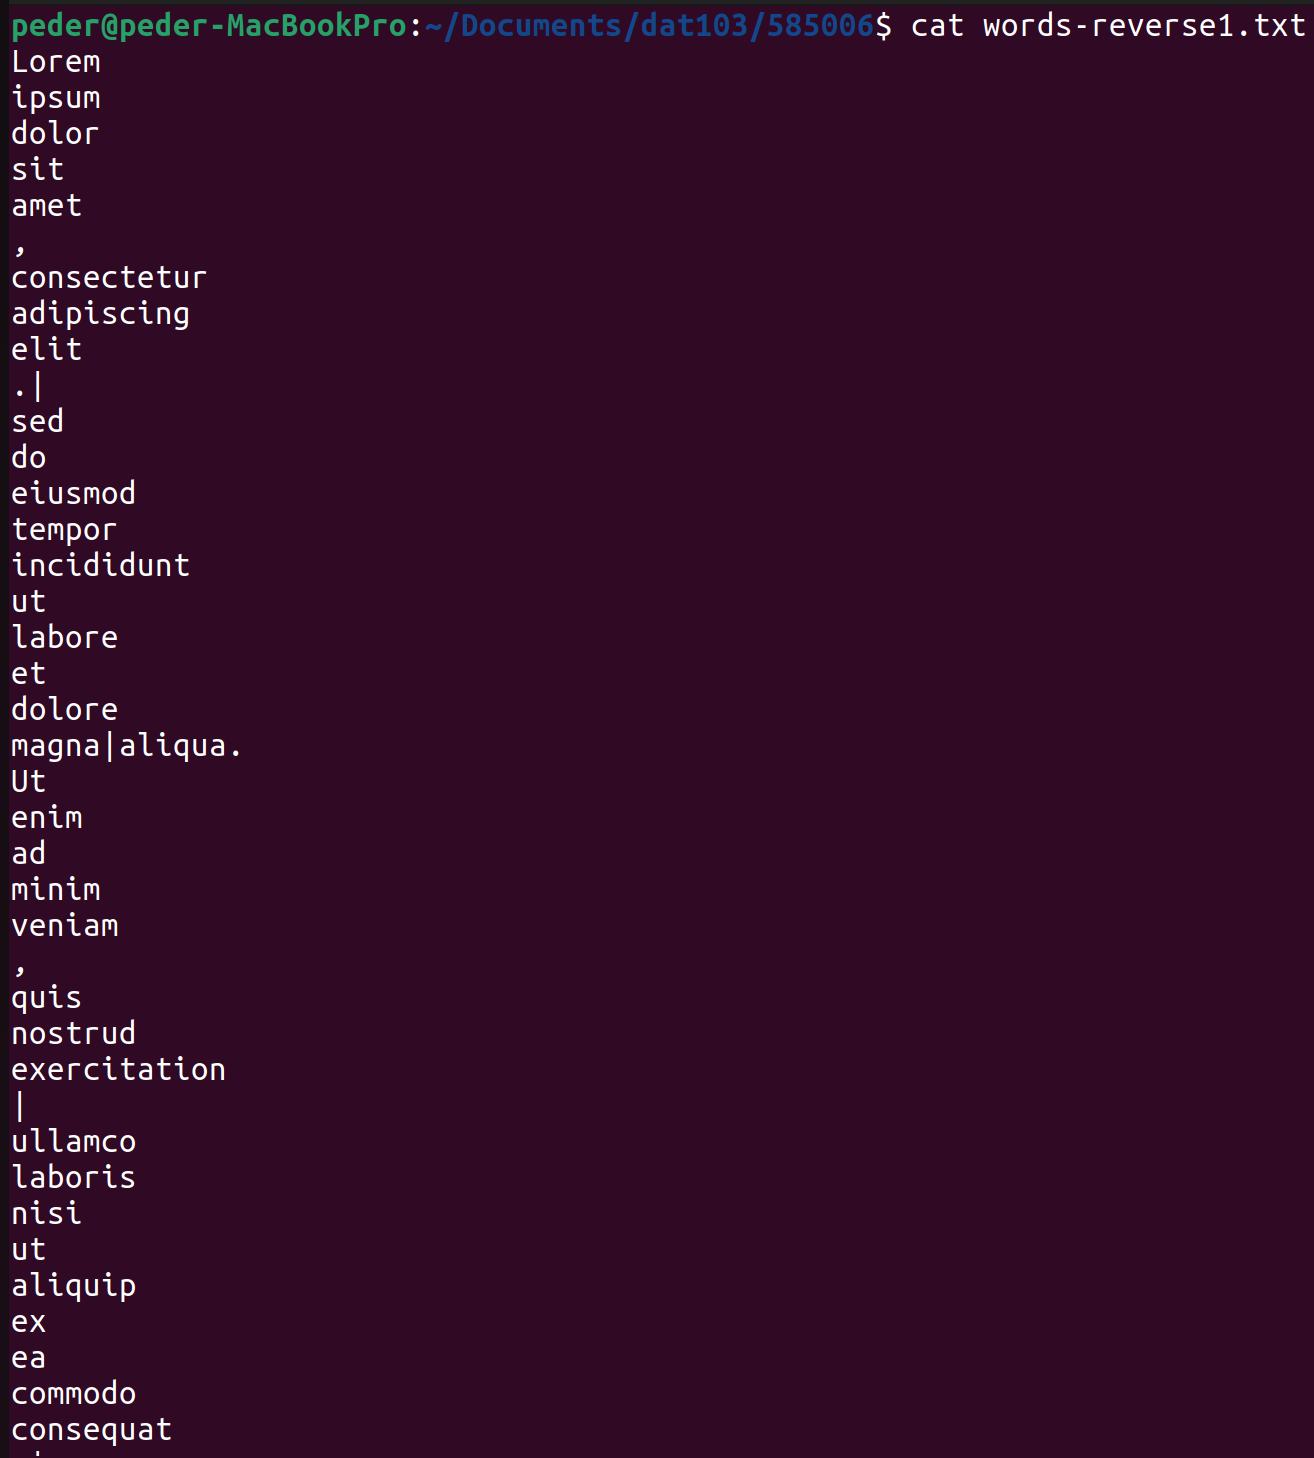 peder@peder-MacBookPro:~/Documents/dat103/585006$ cat words-reverse1.txt
Lorem
ipsum
dolor
sit
amet
,
consectetur
adipiscing
elit
.|
sed
do
eiusmod
tempor
incididunt
ut
labore
et
dolore
magna|aliqua.
Ut
enim
ad
minim
veniam
,
quis
nostrud
exercitation
|
ullamco
laboris
nisi
ut
aliquip
ex
ea
commodo
consequat